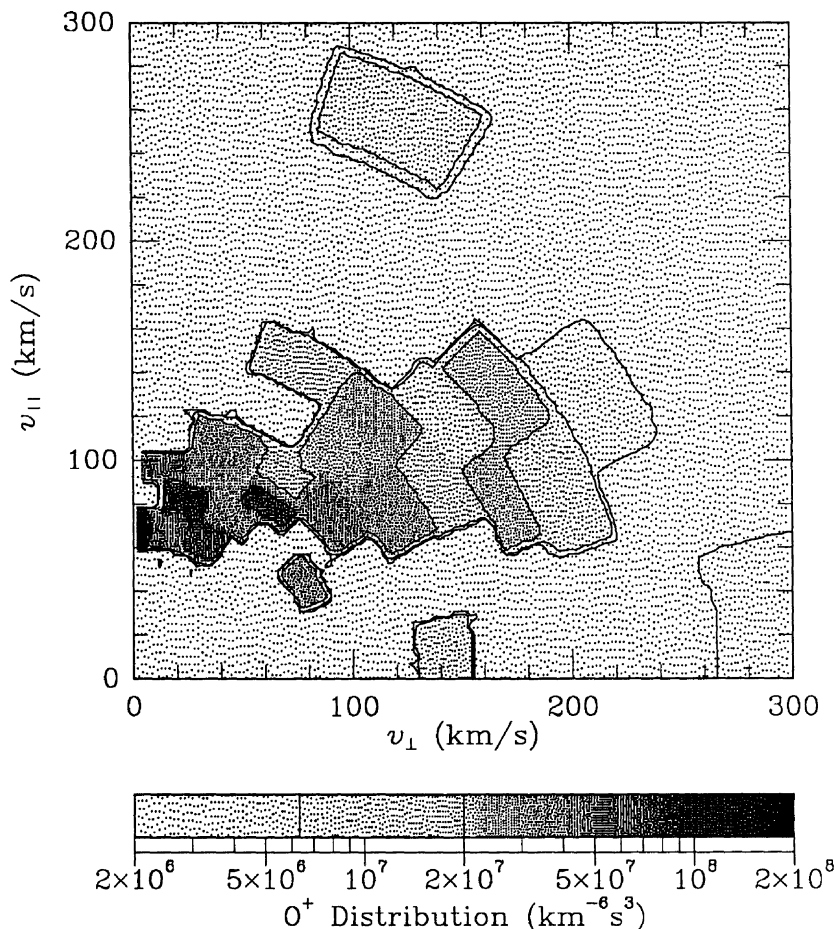 300
200
100
0
v∥ (km/s)
0 100 200 300
v⊥ (km/s)
2×10⁶ 5×10⁶ 10⁷ 2×10⁷ 5×10⁷ 10⁸ 2×10⁸
O⁺ Distribution (km⁻⁶s³)